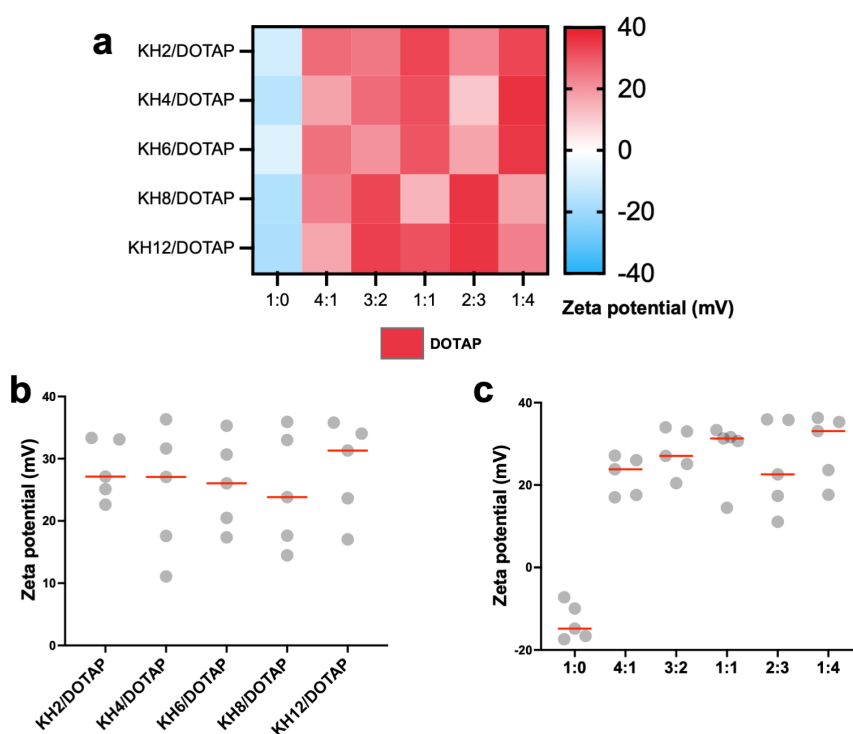 a
KH2/DOTAP
KH4/DOTAP
KH6/DOTAP
KH8/DOTAP
KH12/DOTAP
1:0 4:1 3:2 1:1 2:3 1:4
40
20
0
-20
-40
Zeta potential (mV)
DOTAP
b
Zeta potential (mV)
40
30
20
10
0
KH2/DOTAP
KH4/DOTAP
KH6/DOTAP
KH8/DOTAP
KH12/DOTAP
c
Zeta potential (mV)
40
20
0
-20
1:0 4:1 3:2 1:1 2:3 1:4